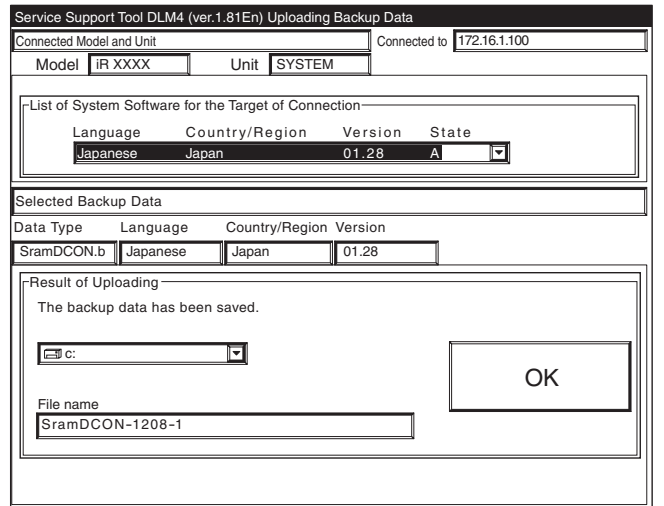 Service Support Tool DLM4 (ver.1.81En) Uploading Backup Data
Connected Model and Unit Connected to 172.16.1.100
Model iR XXXX Unit SYSTEM
List of System Software for the Target of Connection
Language Country/Region Version State
Japanese Japan 01.28 A
Selected Backup Data
Data Type Language Country/Region Version
SramDCON.b Japanese Japan 01.28
Result of Uploading
The backup data has been saved.
c:
OK
File name
SramDCON-1208-1